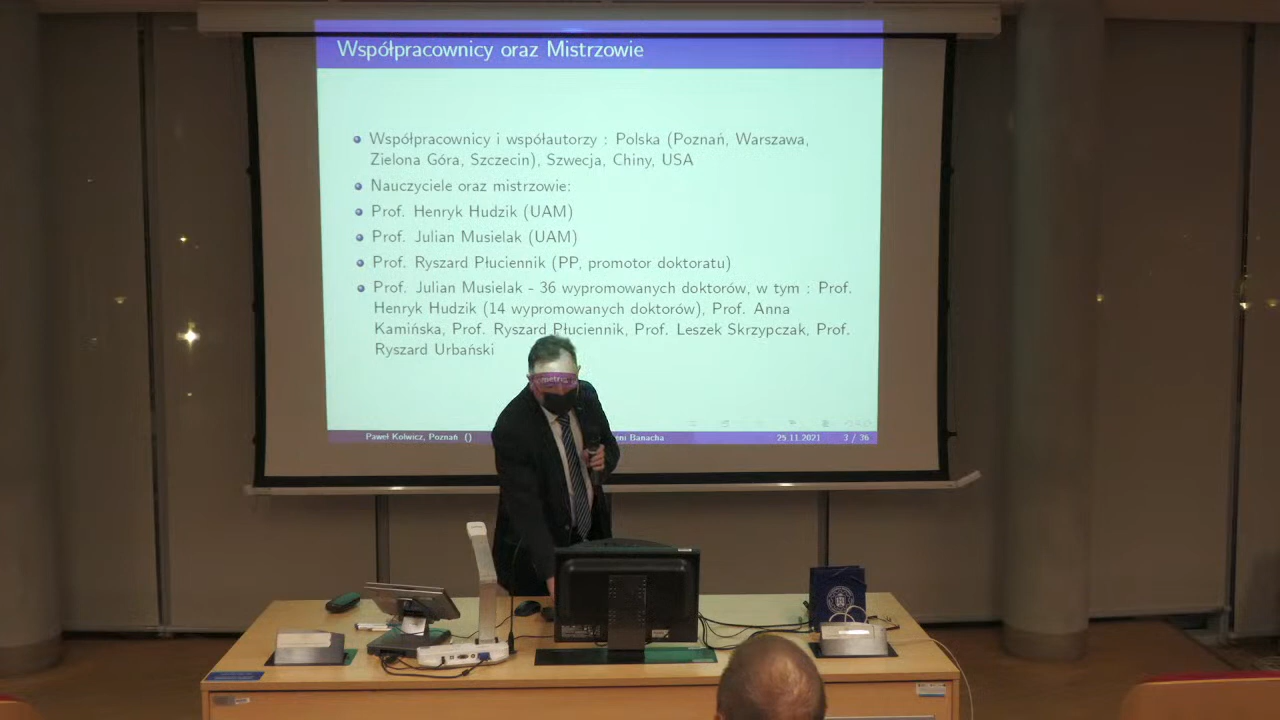 Współpracownicy oraz Mistrzowie
Współpracownicy i współautorzy : Polska (Poznań, Warszawa,
Zielona Góra, Szczecin), Szwecja, Chiny, USA
Nauczyciele oraz mistrzowie:
Prof. Henryk Hudzik (UAM)
Prof. Julian Musielak (UAM)
Prof. Ryszard Płuciennik (PP, promotor doktoratu)
Prof. Julian Musielak - 36 wypromowanych doktorów, w tym : Prof.
Henryk Hudzik (14 wypromowanych doktorów), Prof. Anna
Kamińska, Prof. Ryszard Płuciennik, Prof. Leszek Skrzypczak, Prof.
Ryszard Urbański
Paweł Kolwicz, Poznań () Banacha 25.11.2021 3 / 36